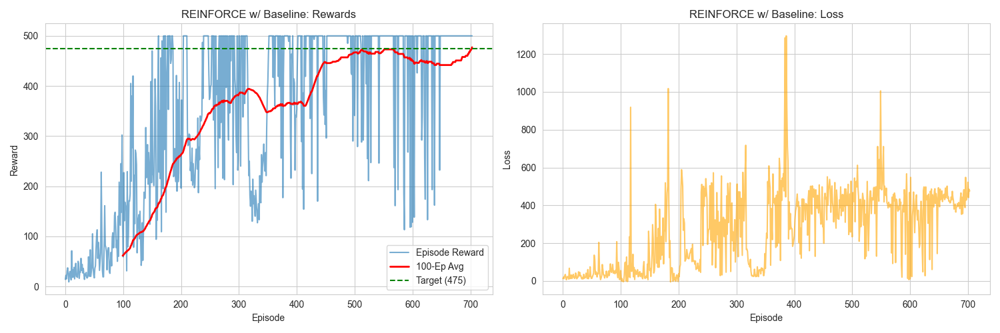 REINFORCE w/ Baseline: Rewards
500
400
300
200
100
0
Reward
0 100 200 300 400 500 600 700
Episode
Episode Reward
100-Ep Avg
Target (475)
REINFORCE w/ Baseline: Loss
1200
1000
800
600
400
200
0
Loss
0 100 200 300 400 500 600 700
Episode